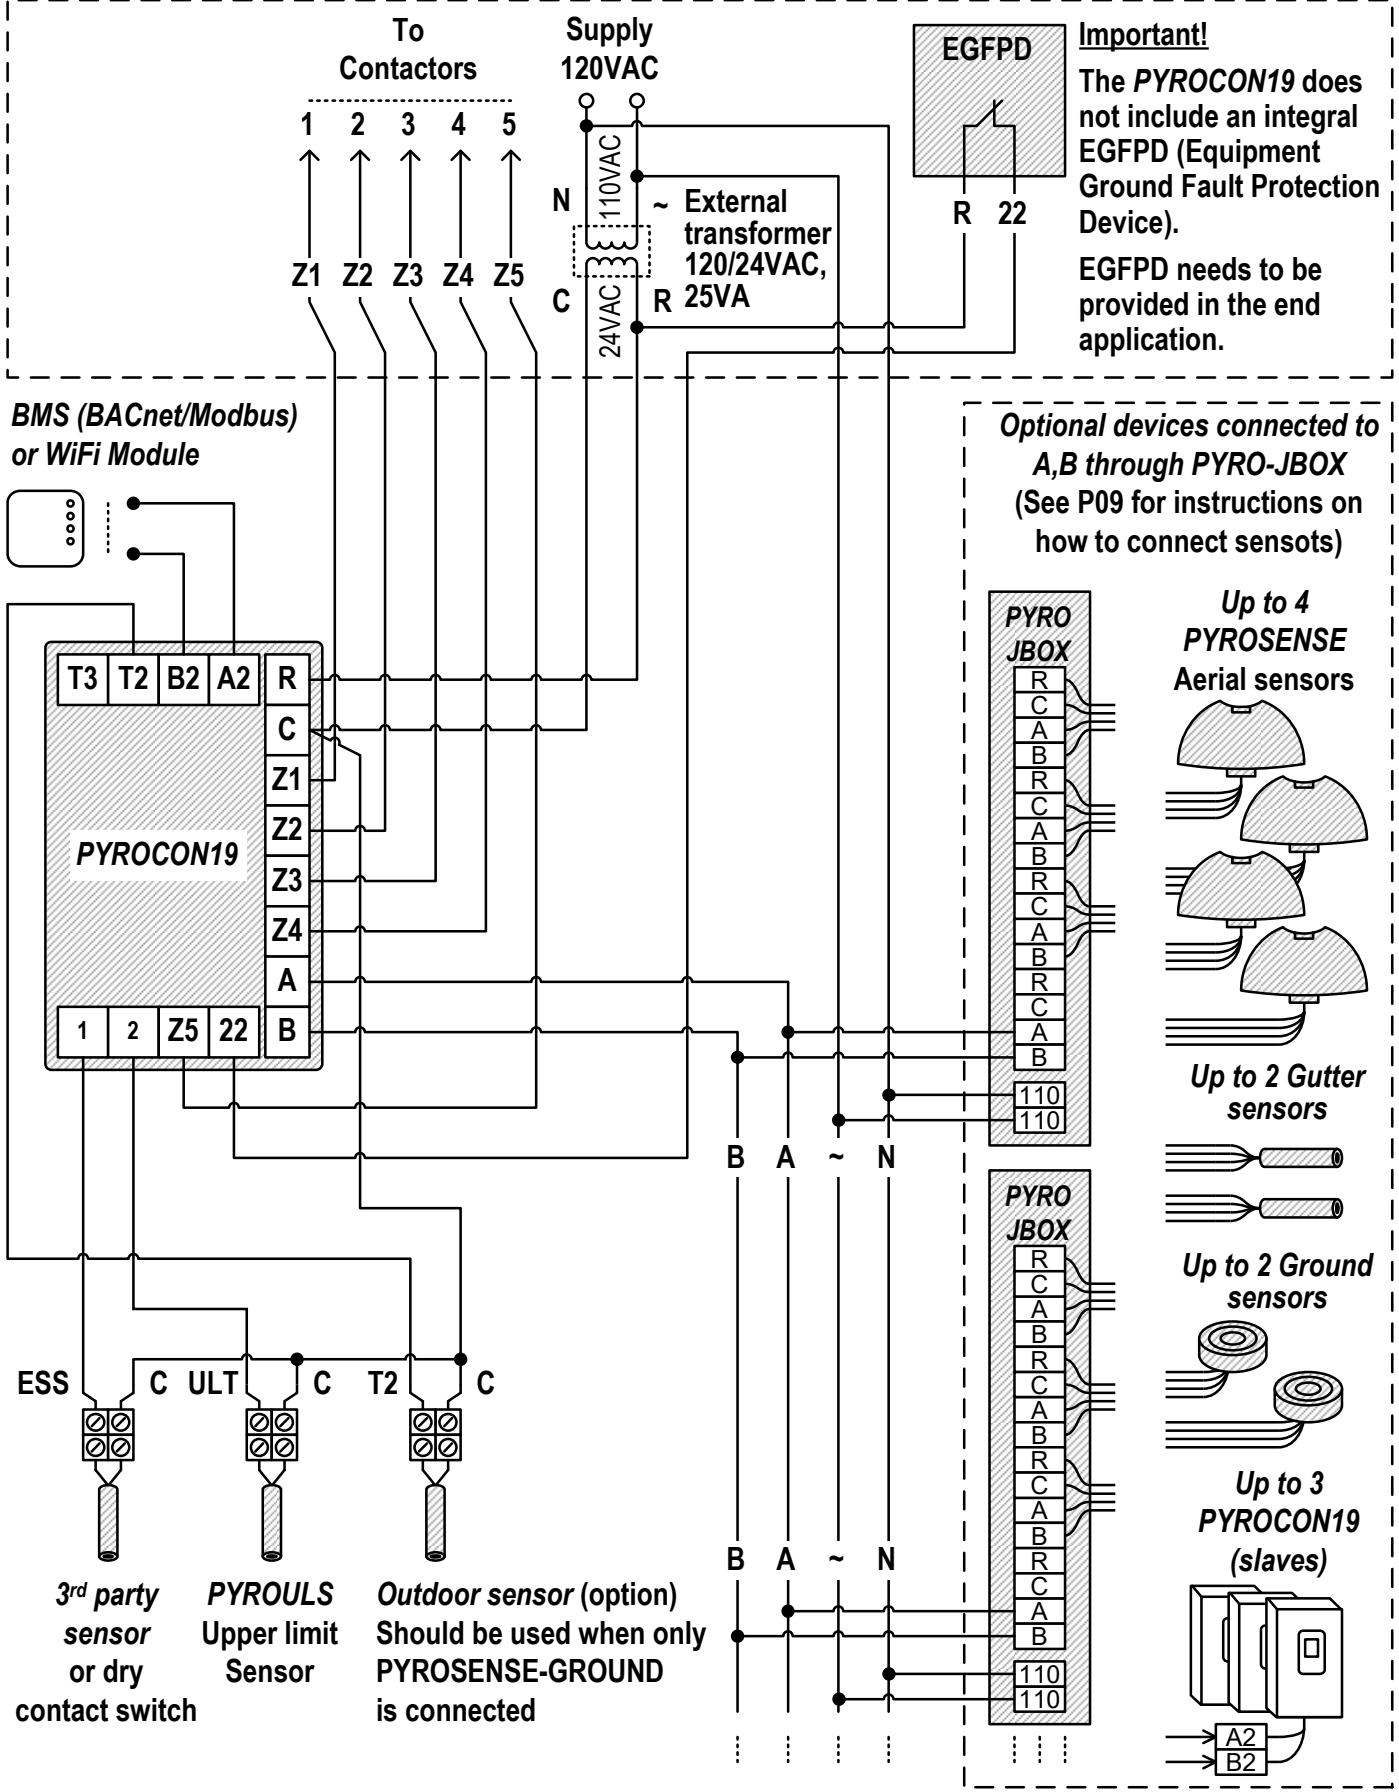 To
Contactors
1 2 3 4 5
Z1 Z2 Z3 Z4 Z5
Supply
120VAC
110VAC
N ~
External
transformer
120/24VAC,
25VA
C R
24VAC
EGFPD
R 22
Important!
The PYROCON19 does
not include an integral
EGFPD (Equipment
Ground Fault Protection
Device).
EGFPD needs to be
provided in the end
application.
BMS (BACnet/Modbus)
or WiFi Module
T3 T2 B2 A2 R
C
Z1
Z2
PYROCON19
Z3
Z4
A
1 2 Z5 22 B
Optional devices connected to
A,B through PYRO-JBOX
(See P09 for instructions on
how to connect sensots)
PYRO
JBOX
R
C
A
B
R
C
A
B
R
C
A
B
R
C
A
B
110
110
B A ~ N
PYRO
JBOX
R
C
A
B
R
C
A
B
R
C
A
B
R
C
A
B
110
110
B A ~ N
Up to 4
PYROSENSE
Aerial sensors
Up to 2 Gutter
sensors
Up to 2 Ground
sensors
Up to 3
PYROCON19
(slaves)
A2
B2
ESS C ULT C T2 C
3rd party
sensor
or dry
contact switch
PYROULS
Upper limit
Sensor
Outdoor sensor (option)
Should be used when only
PYROSENSE-GROUND
is connected